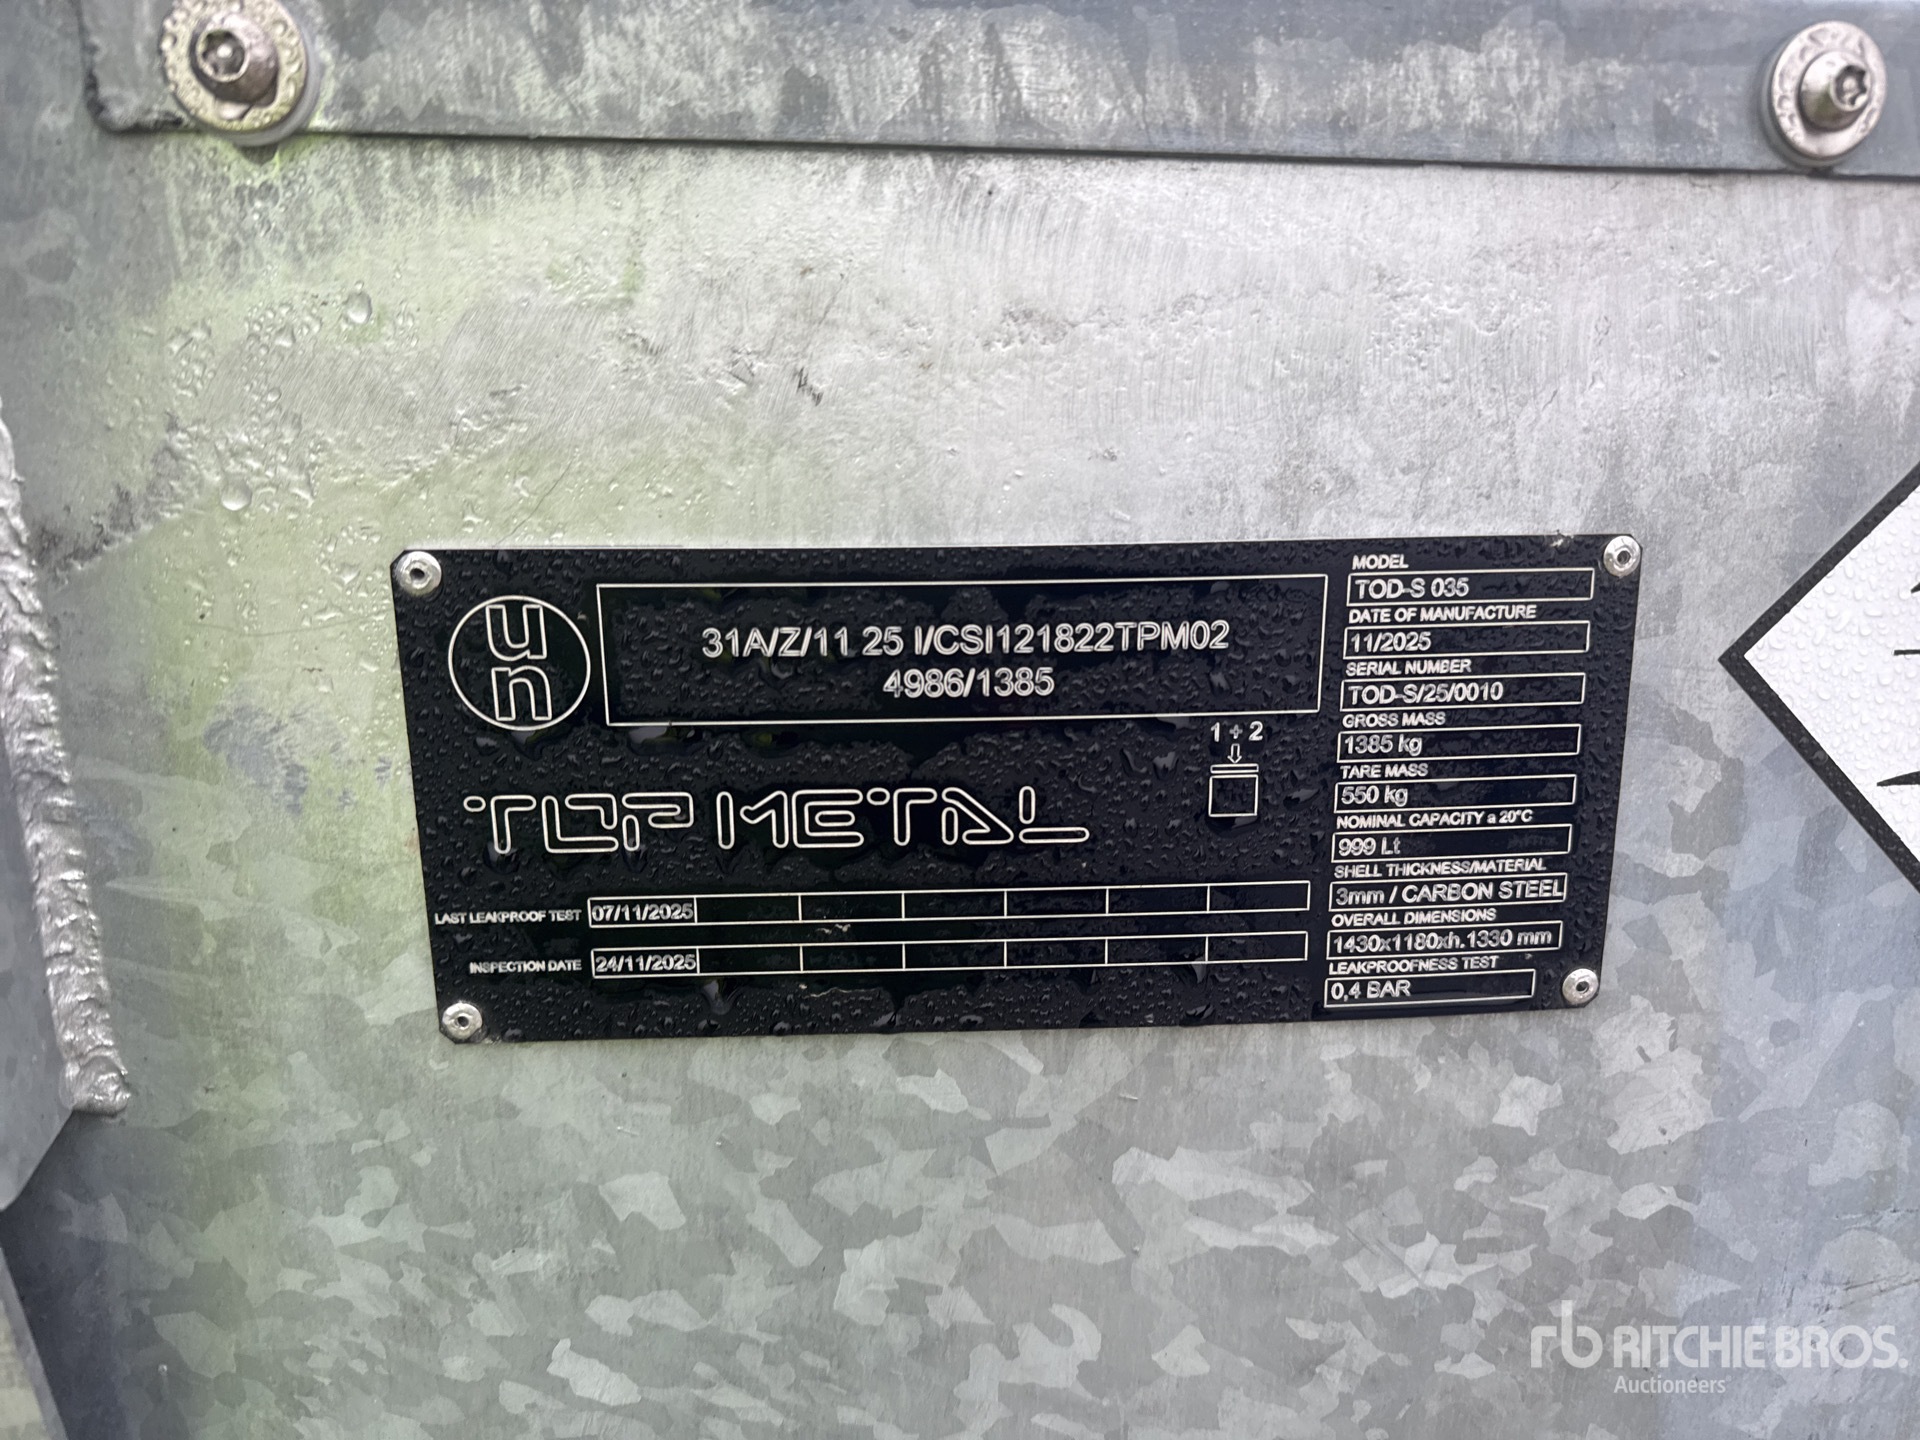 un
31A/Z/11 25 I/CSI121822TPM02
4986/1385
1 + 2
TOP METAL
LAST LEAKPROOF TEST 07/11/2025
INSPECTION DATE 24/11/2025
MODEL
TOD-S 035
DATE OF MANUFACTURE
11/2025
SERIAL NUMBER
TOD-S/25/0010
GROSS MASS
1385 kg
TARE MASS
550 kg
NOMINAL CAPACITY a 20°C
999 Lt
SHELL THICKNESS/MATERIAL
3mm / CARBON STEEL
OVERALL DIMENSIONS
1430x1180xh.1330 mm
LEAKPROOFNESS TEST
0,4 BAR
rb RITCHIE BROS.
Auctioneers